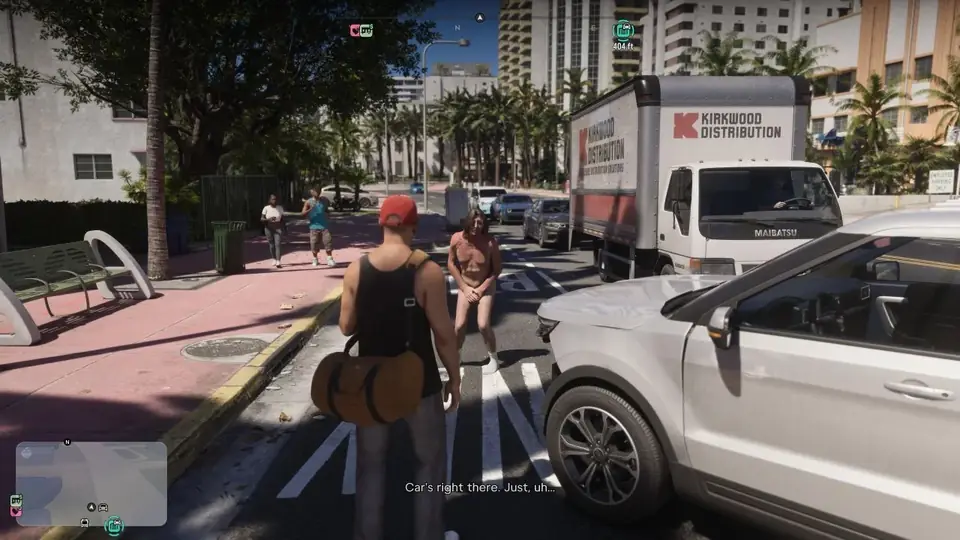 N
404 ft
KIRKWOOD
DISTRIBUTION
KIRKWOOD
DISTRIBUTION
MAIBATSU
N
Car's right there. Just, uh...